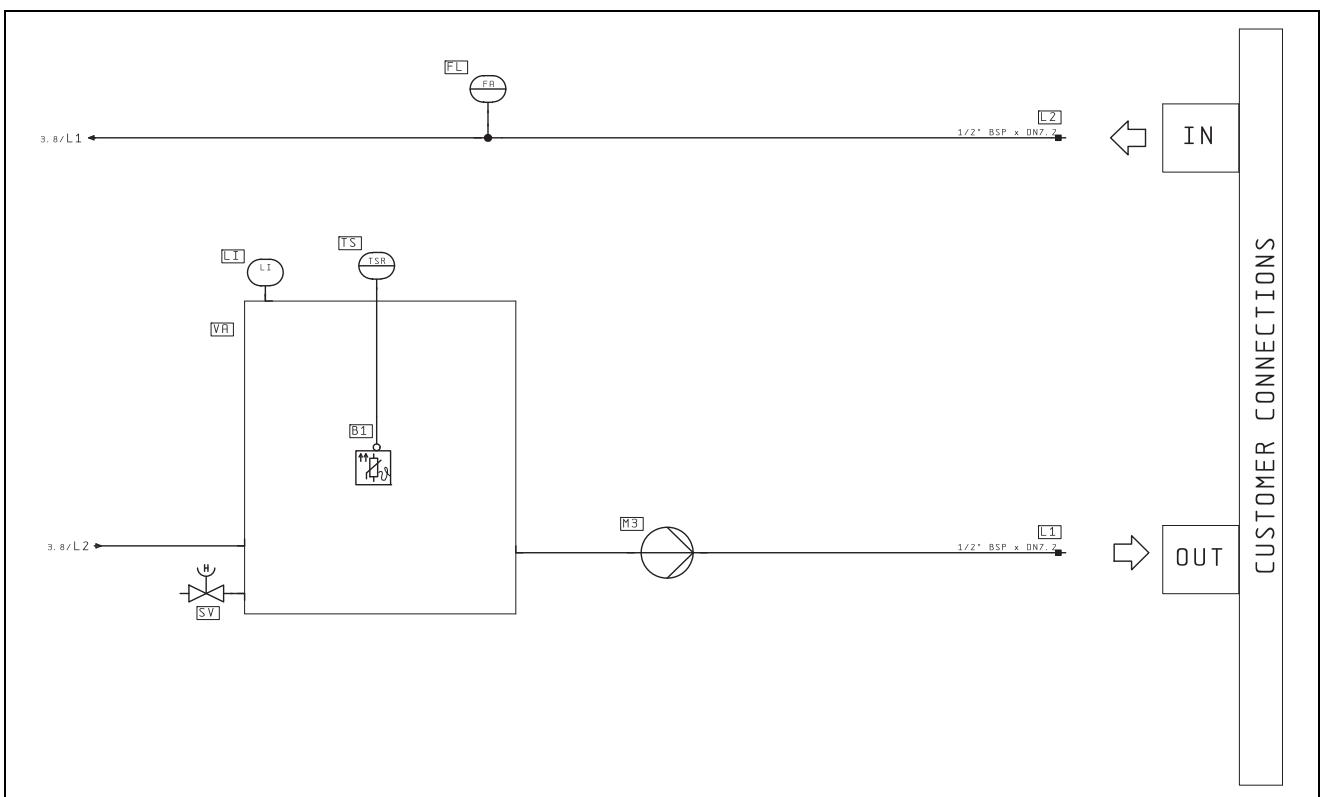 FL
FA
L2
3.8/L1
1/2" BSP x DN7.2
IN
TS
LI
LI
TSR
VA
B1
CUSTOMER CONNECTIONS
M3
L1
3.8/L2
1/2" BSP x DN7.2
OUT
H
SV